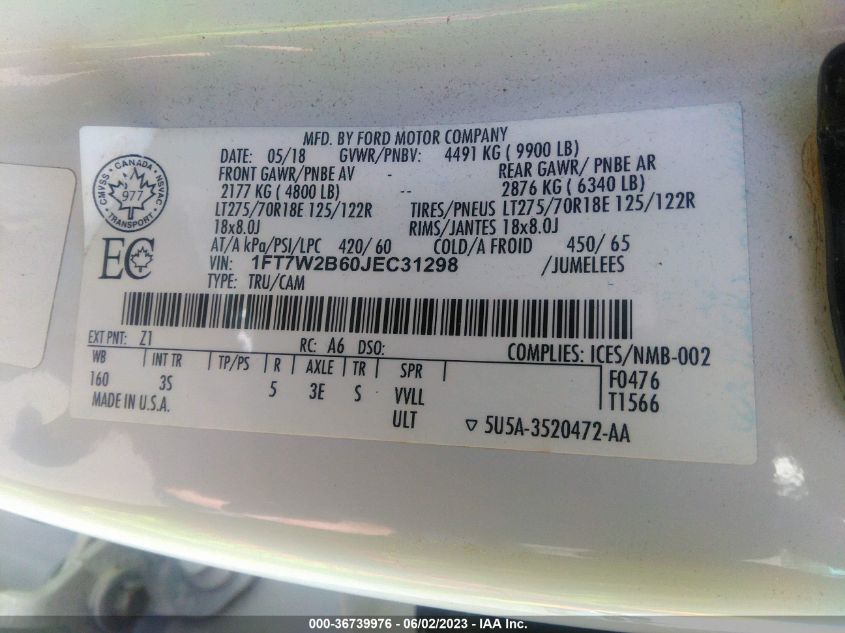 MFD. BY FORD MOTOR COMPANY
DATE: 05/18 GVWR/PNBV: 4491 KG ( 9900 LB)
FRONT GAWR/PNBE AV REAR GAWR/ PNBE AR
2177 KG ( 4800 LB) -- 2876 KG ( 6340 LB)
LT275/70R18E 125/122R TIRES/PNEUS LT275/70R18E 125/122R
18x8.0J RIMS/JANTES 18x8.0J
AT/A kPa/PSI/LPC 420/ 60 COLD/A FROID 450/ 65
VIN: 1FT7W2B60JEC31298 /JUMELEES
TYPE: TRU/CAM
CANADA
CMVSS NSVAC
977
TRANSPORT
EC
EXT PNT: Z1 RC: A6 DSO:
COMPLIES: ICES/NMB-002
WB INT TR TP/PS R AXLE TR SPR F0476
160 3S 5 3E S VVLL T1566
MADE IN U.S.A. ULT ▽ 5U5A-3520472-AA
000-36739976 - 06/02/2023 - IAA Inc.